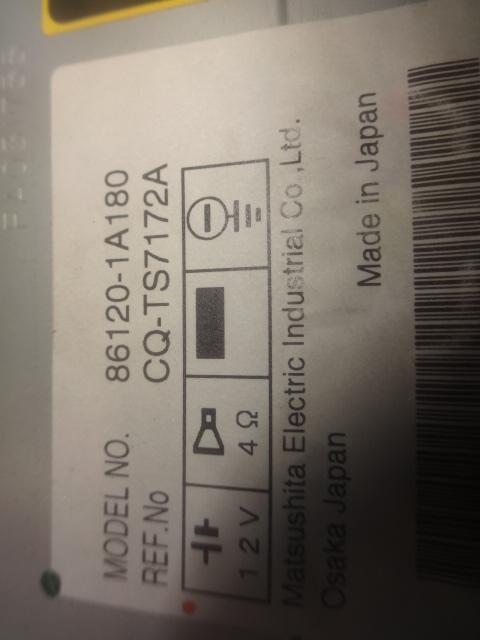 MODEL NO. 86120-1A180
REF.No CQ-TS7172A
12V 4Ω
Matsushita Electric Industrial Co.,Ltd.
Osaka Japan Made in Japan